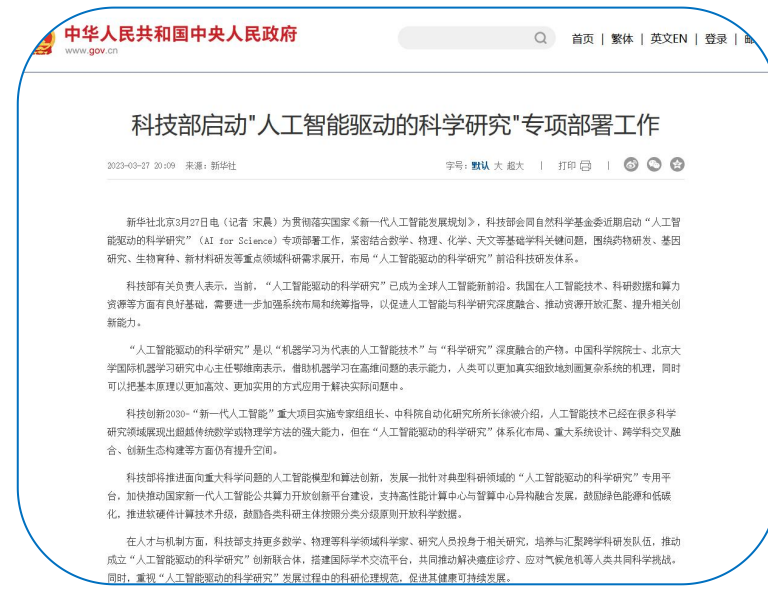 中华人民共和国中央人民政府
www.gov.cn
首页 | 繁体 | 英文EN | 登录 |
科技部启动"人工智能驱动的科学研究"专项部署工作
2023-03-27 20:09 来源：新华社
字号：默认 大 超大 | 打印 |
新华社北京3月27日电（记者 宋晨）为贯彻落实国家《新一代人工智能发展规划》，科技部会同自然科学基金委近期启动“人工智
能驱动的科学研究”（AI for Science）专项部署工作，紧密结合数学、物理、化学、天文等基础学科关键问题，围绕药物研发、基因
研究、生物育种、新材料研发等重点领域科研需求展开，布局“人工智能驱动的科学研究”前沿科技研发体系。
科技部有关负责人表示，当前，“人工智能驱动的科学研究”已成为全球人工智能新前沿。我国在人工智能技术、科研数据和算力
资源等方面有良好基础，需要进一步加强系统布局和统筹指导，以促进人工智能与科学研究深度融合、推动资源开放汇聚、提升相关创
新能力。
“人工智能驱动的科学研究”是以“机器学习为代表的人工智能技术”与“科学研究”深度融合的产物。中国科学院院士、北京大
学国际机器学习研究中心主任鄂维南表示，借助机器学习在高维问题的表示能力，人类可以更加真实细致地刻画复杂系统的机理，同时
可以把基本原理以更加高效、更加实用的方式应用于解决实际问题中。
科技创新2030-“新一代人工智能”重大项目实施专家组组长、中科院自动化研究所所长徐波介绍，人工智能技术已经在很多科学
研究领域展现出超越传统数学或物理学方法的强大能力，但在“人工智能驱动的科学研究”体系化布局、重大系统设计、跨学科交叉融
合、创新生态构建等方面仍有提升空间。
科技部将推进面向重大科学问题的人工智能模型和算法创新，发展一批针对典型科研领域的“人工智能驱动的科学研究”专用平
台，加快推动国家新一代人工智能公共算力开放创新平台建设，支持高性能计算中心与智算中心异构融合发展，鼓励绿色能源和低碳
化，推进软硬件计算技术升级，鼓励各类科研主体按照分类分级原则开放科学数据。
在人才与机制方面，科技部支持更多数学、物理等科学领域科学家、研究人员投身于相关研究，培养与汇聚跨学科研发队伍，推动
成立“人工智能驱动的科学研究”创新联合体，搭建国际学术交流平台，共同推动解决癌症诊疗、应对气候危机等人类共同科学挑战。
同时，重视“人工智能驱动的科学研究”发展过程中的科研伦理规范，促进其健康可持续发展。